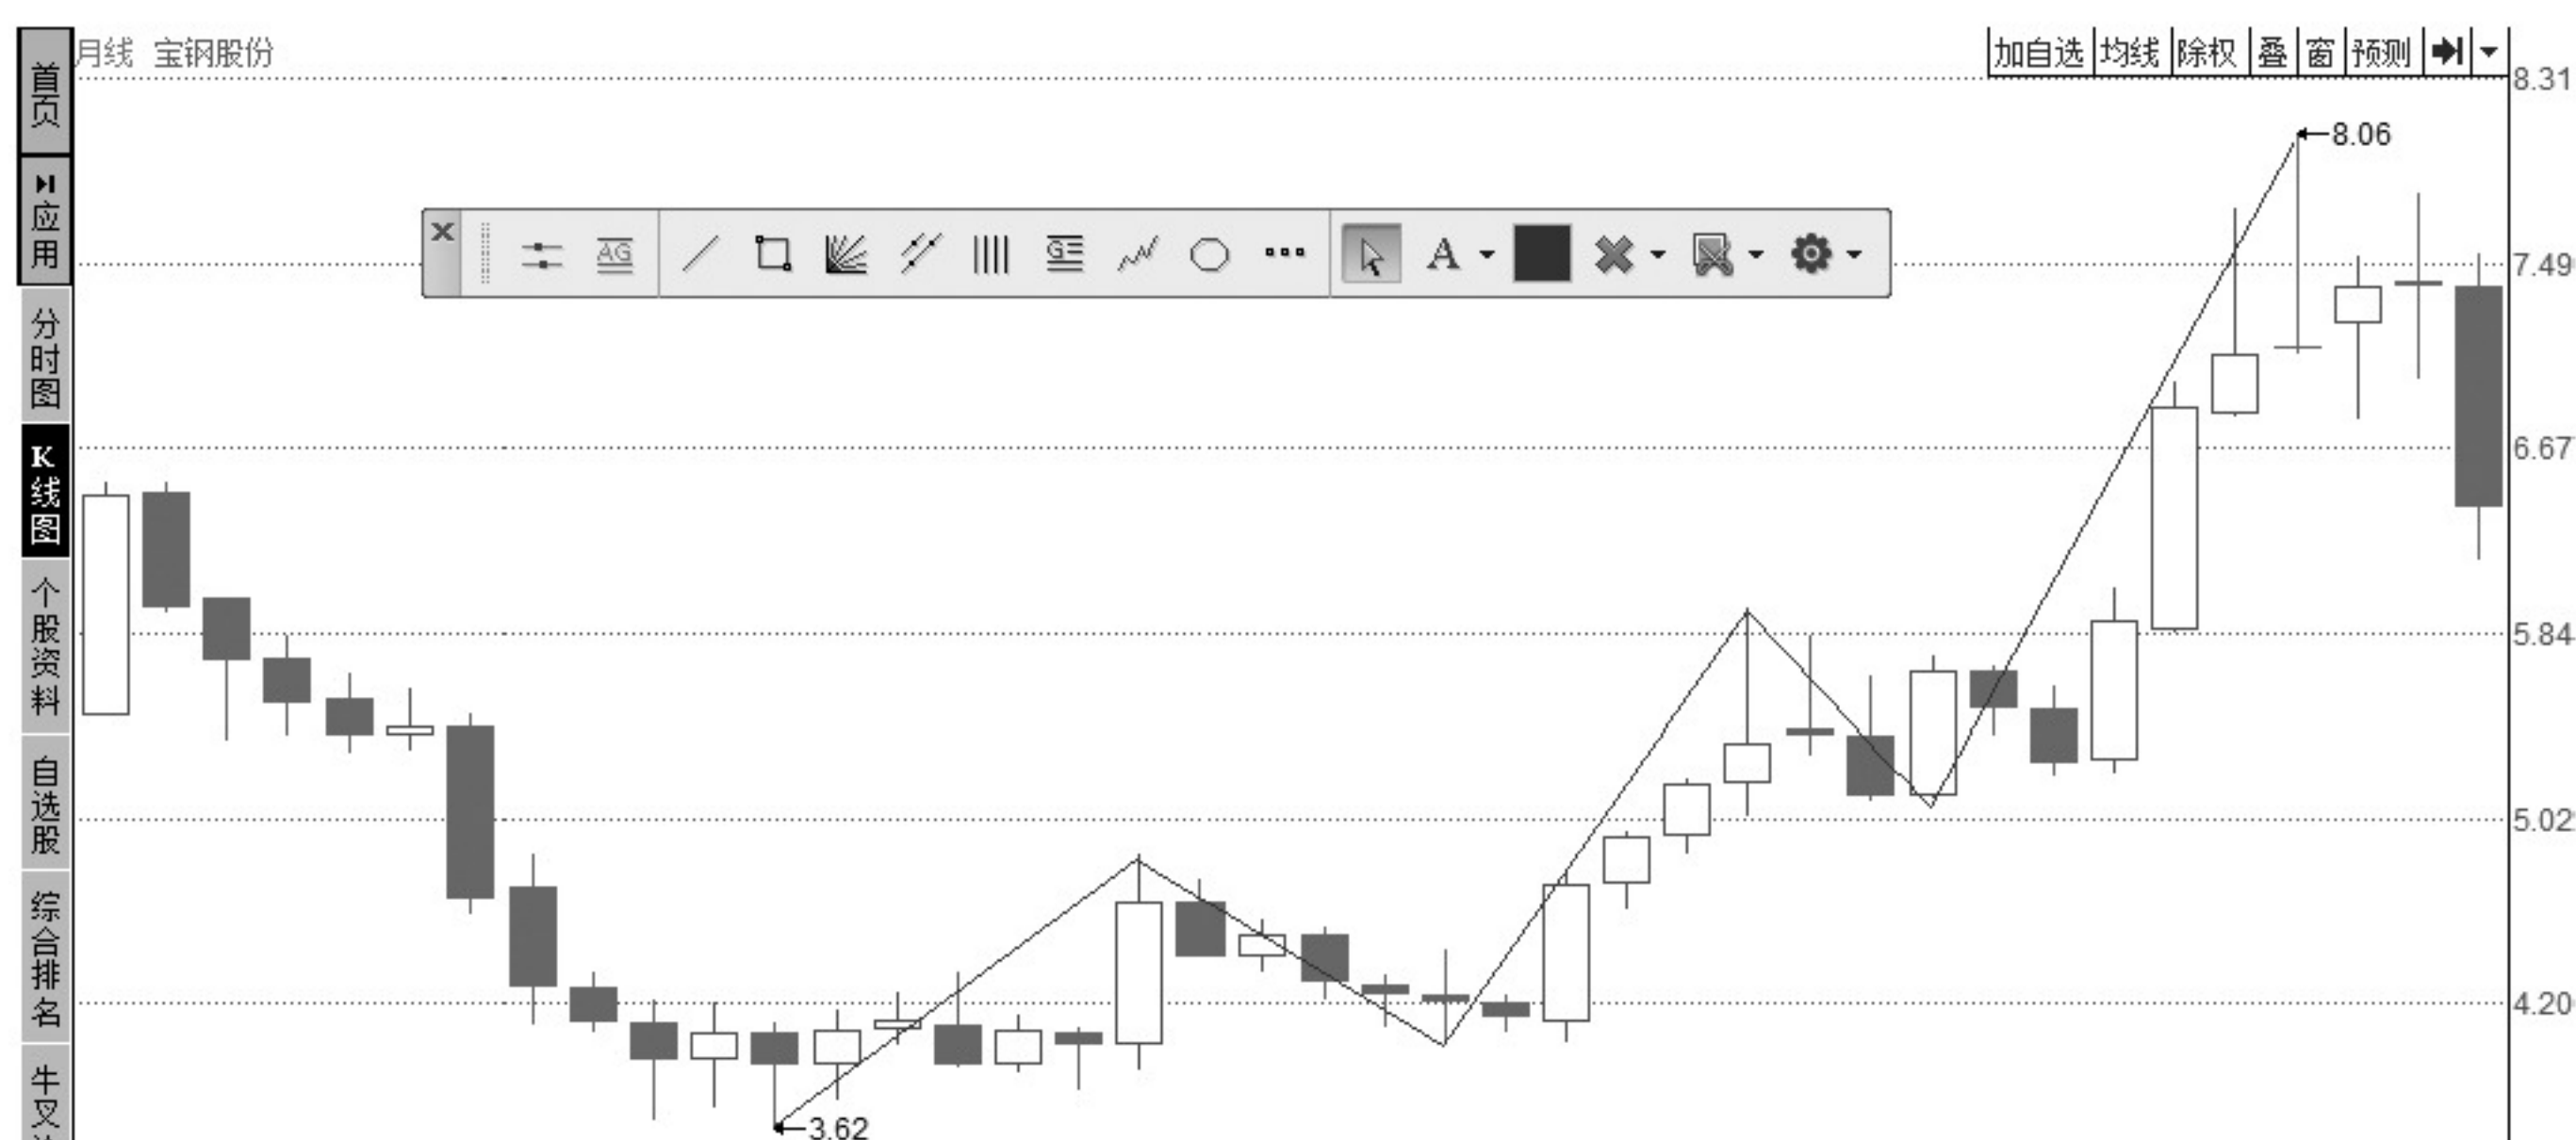 月线 宝钢股份
加自选 均线 除权 叠 窗 预测
首页
应用
分时图
K线图
个股资料
自选股
综合排名
牛叉
AG
G
A
8.31
8.06
7.49
6.67
5.84
5.02
4.20
3.62